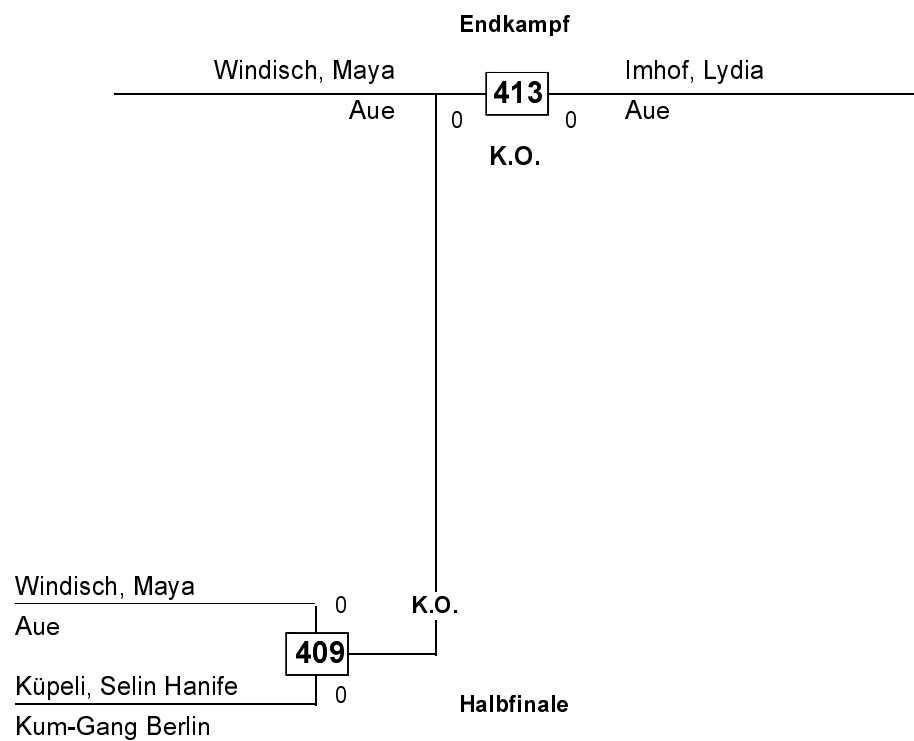 Endkampf
Windisch, Maya
413
Imhof, Lydia
Aue
0
0
Aue
K.O.
Windisch, Maya
0
K.O.
Aue
409
Küpeli, Selin Hanife
0
Halbfinale
Kum-Gang Berlin